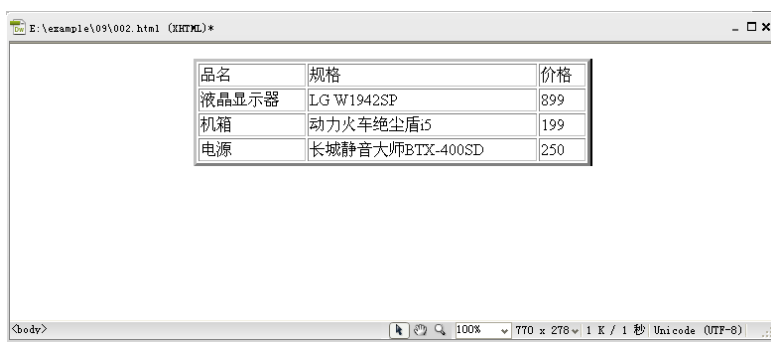 E:\example\09\002.html (XHTML)*
品名 规格 价格
液晶显示器 LG W1942SP 899
机箱 动力火车绝尘盾i5 199
电源 长城静音大师BTX-400SD 250
<body> 100% 770 x 278 1 K / 1 秒 Unicode (UTF-8)